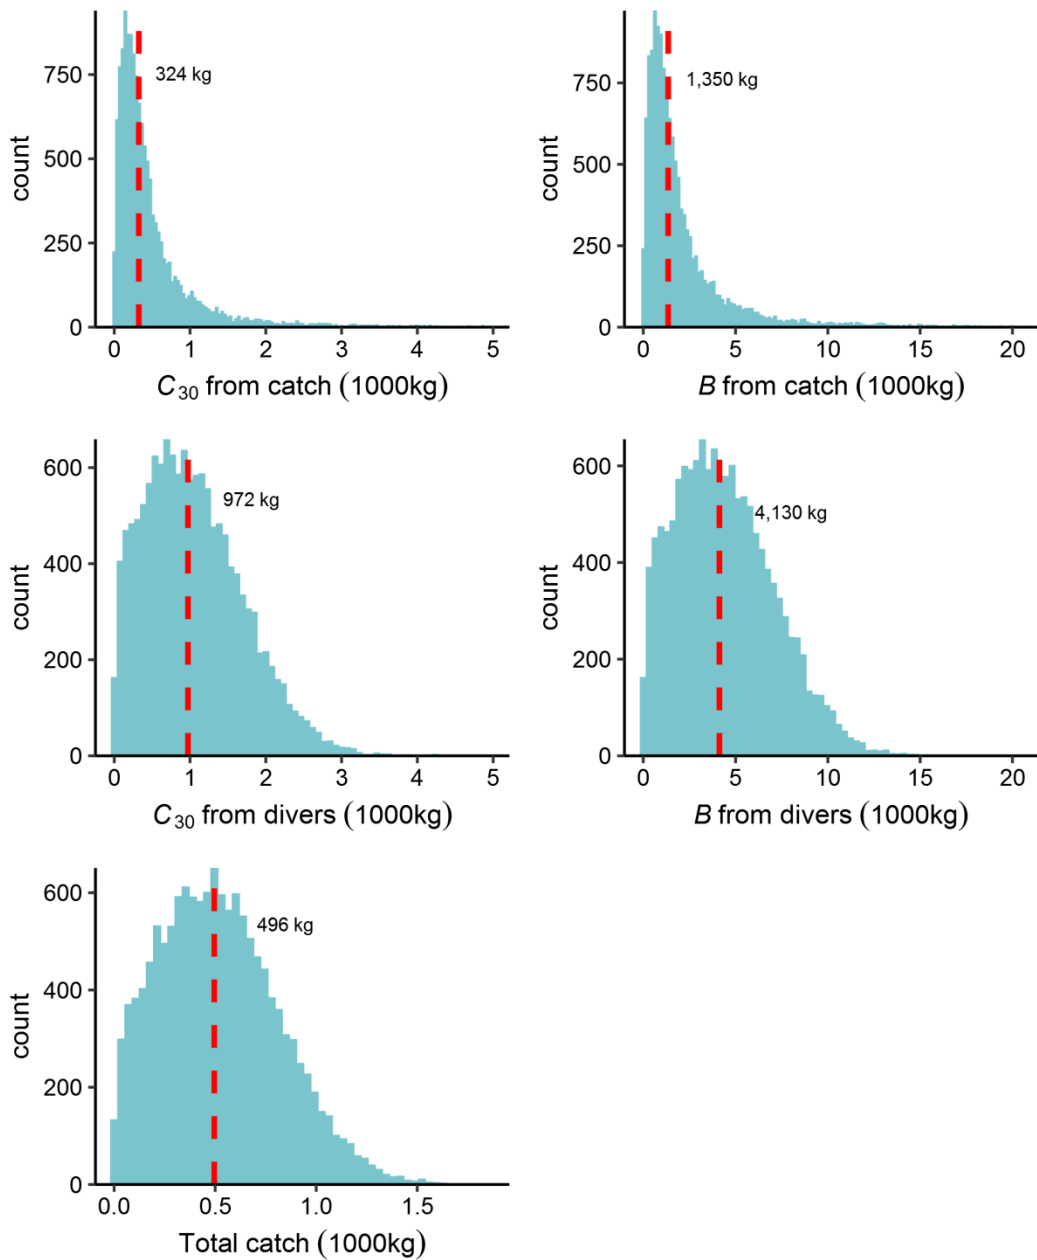 324 kg
count
750
500
250
0
0 1 2 3 4 5
C30 from catch (1000kg)
1,350 kg
count
750
500
250
0
0 5 10 15 20
B from catch (1000kg)
972 kg
count
600
400
200
0
0 1 2 3 4 5
C30 from divers (1000kg)
4,130 kg
count
600
400
200
0
0 5 10 15 20
B from divers (1000kg)
496 kg
count
600
400
200
0
0.0 0.5 1.0 1.5
Total catch (1000kg)